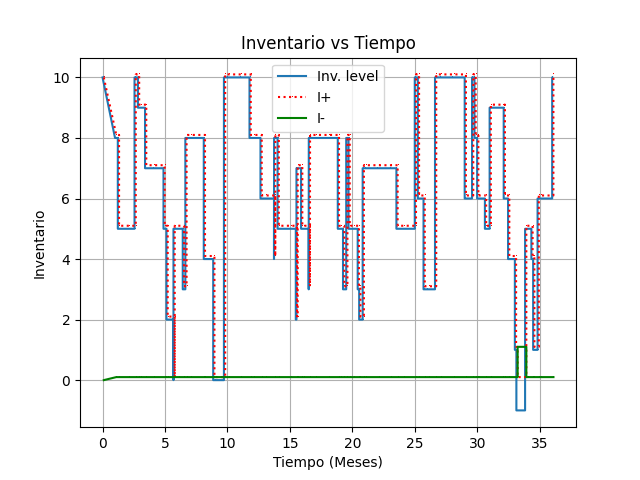 Inventario vs Tiempo
Inv. level
I+
I-
10
8
6
4
2
0
Inventario
0 5 10 15 20 25 30 35
Tiempo (Meses)